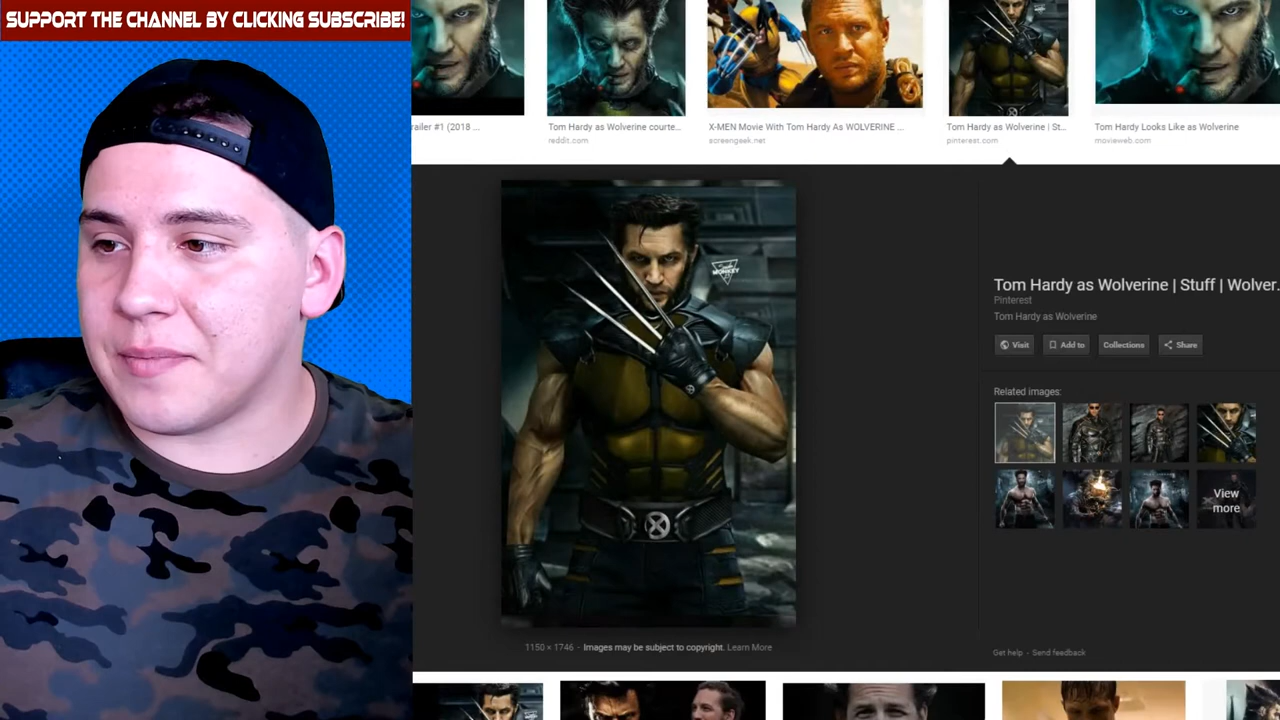 SUPPORT THE CHANNEL BY CLICKING SUBSCRIBE!
railer #1 (2018 ...
Tom Hardy as Wolverine courte...
reddit.com
X-MEN Movie With Tom Hardy As WOLVERINE ...
screengeek.net
Tom Hardy as Wolverine | St...
pinterest.com
Tom Hardy Looks Like as Wolverine
movieweb.com
MONKEY
Tom Hardy as Wolverine | Stuff | Wolver...
Pinterest
Tom Hardy as Wolverine
Visit
Add to
Collections
Share
Related images:
View
more
1150 × 1746 - Images may be subject to copyright. Learn More
Get help - Send feedback